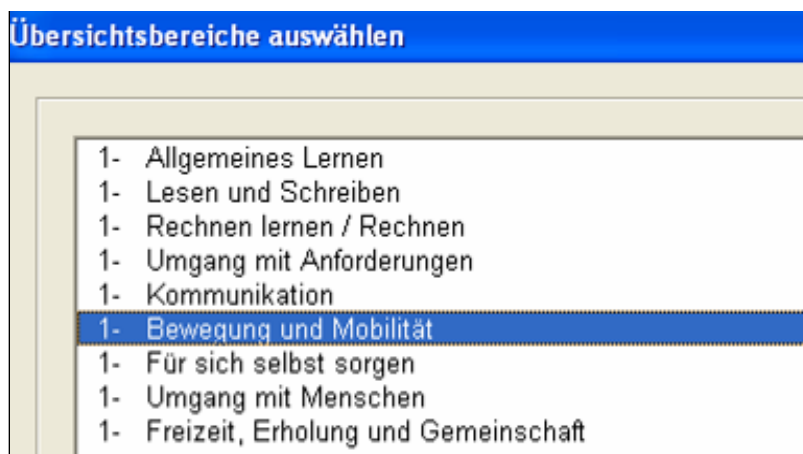 Übersichtsbereiche auswählen
1- Allgemeines Lernen
1- Lesen und Schreiben
1- Rechnen lernen / Rechnen
1- Umgang mit Anforderungen
1- Kommunikation
1- Bewegung und Mobilität
1- Für sich selbst sorgen
1- Umgang mit Menschen
1- Freizeit, Erholung und Gemeinschaft